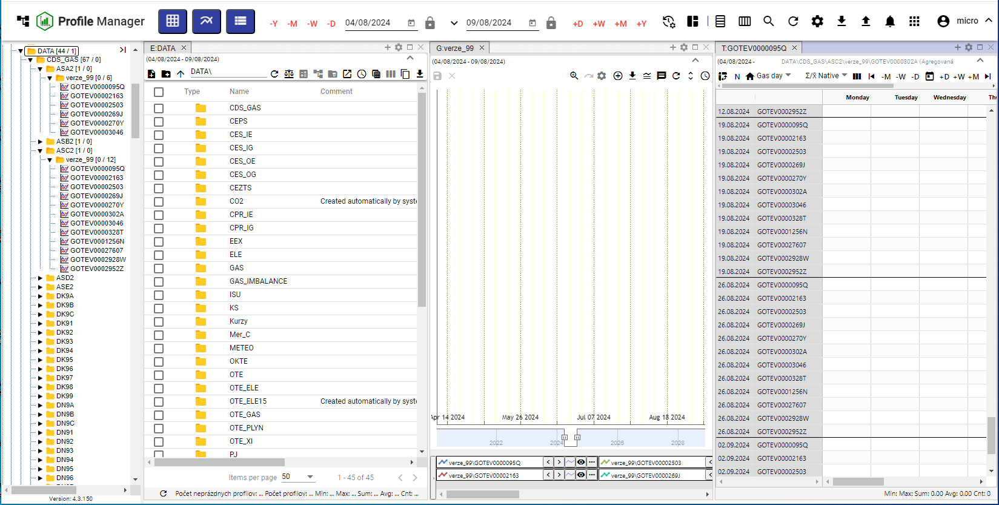 Profile Manager
-Y -M -W -D 04/08/2024 09/08/2024 +D +W +M +Y
micro
DATA [44 / 1]
CDS_GAS [67 / 0]
ASA2 [1 / 0]
verze_99 [0 / 6]
GOTEV0000095Q
GOTEV00002163
GOTEV00002503
GOTEV0000269J
GOTEV0000270Y
GOTEV00003046
ASB2 [1 / 0]
ASC2 [1 / 0]
verze_99 [0 / 12]
GOTEV0000095Q
GOTEV00002163
GOTEV00002503
GOTEV0000269J
GOTEV0000270Y
GOTEV0000302A
GOTEV00003046
GOTEV0000328T
GOTEV0001256N
GOTEV00027607
GOTEV0002928W
GOTEV0002952Z
ASD2
ASE2
DK9A
DK9B
DK9C
DK91
DK92
DK93
DK94
DK95
DK96
DK97
DK98
DK99
DN9A
DN9B
DN9C
DN91
DN92
DN93
DN94
DN95
DN96
Version: 4.3.150
E:DATA
(04/08/2024 - 09/08/2024)
DATA\
Type Name Comment
CDS_GAS
CEPS
CES_IE
CES_IG
CES_OE
CES_OG
CEZTS
CO2 Created automatically by syste
CPR_IE
CPR_IG
EEX
ELE
GAS
GAS_IMBALANCE
ISU
KS
Kurzy
Mer_C
METEO
OKTE
OTE
OTE_ELE
OTE_ELE15 Created automatically by syste
OTE_GAS
OTE_PLYN
OTE_XI
PJ
Items per page 50 1 - 45 of 45
Počet neprázdnych profilov: ... Počet profilov: ... Min: ... Max: ... Sum: ... Avg: ... Cnt: ...
G:verze_99
(04/08/2024 - 09/08/2024)
Apr 14 2024 May 26 2024 Jul 07 2024 Aug 18 2024
2022 2024 2026 2028
verze_99\GOTEV0000095Q verze_99\GOTEV00002503
verze_99\GOTEV00002163 verze_99\GOTEV0000269J
T:GOTEV0000095Q
(04/08/2024 - DATA\CDS_GAS\ASC2\verze_99\GOTEV0000302A (Agregovaná
N Gas day Σ/x̄ Native -M -W -D +D +W +M
Monday Tuesday Wednesday Thu
12.08.2024 GOTEV0002952Z
19.08.2024 GOTEV0000095Q
19.08.2024 GOTEV00002163
19.08.2024 GOTEV00002503
19.08.2024 GOTEV0000269J
19.08.2024 GOTEV0000270Y
19.08.2024 GOTEV0000302A
19.08.2024 GOTEV00003046
19.08.2024 GOTEV0000328T
19.08.2024 GOTEV0001256N
19.08.2024 GOTEV00027607
19.08.2024 GOTEV0002928W
19.08.2024 GOTEV0002952Z
26.08.2024 GOTEV0000095Q
26.08.2024 GOTEV00002163
26.08.2024 GOTEV00002503
26.08.2024 GOTEV0000269J
26.08.2024 GOTEV0000270Y
26.08.2024 GOTEV0000302A
26.08.2024 GOTEV00003046
26.08.2024 GOTEV0000328T
26.08.2024 GOTEV0001256N
26.08.2024 GOTEV00027607
26.08.2024 GOTEV0002928W
26.08.2024 GOTEV0002952Z
02.09.2024 GOTEV0000095Q
02.09.2024 GOTEV00002163
02.09.2024 GOTEV00002503
Min: Max: Sum: 0.00 Avg: 0.00 Cnt: 0